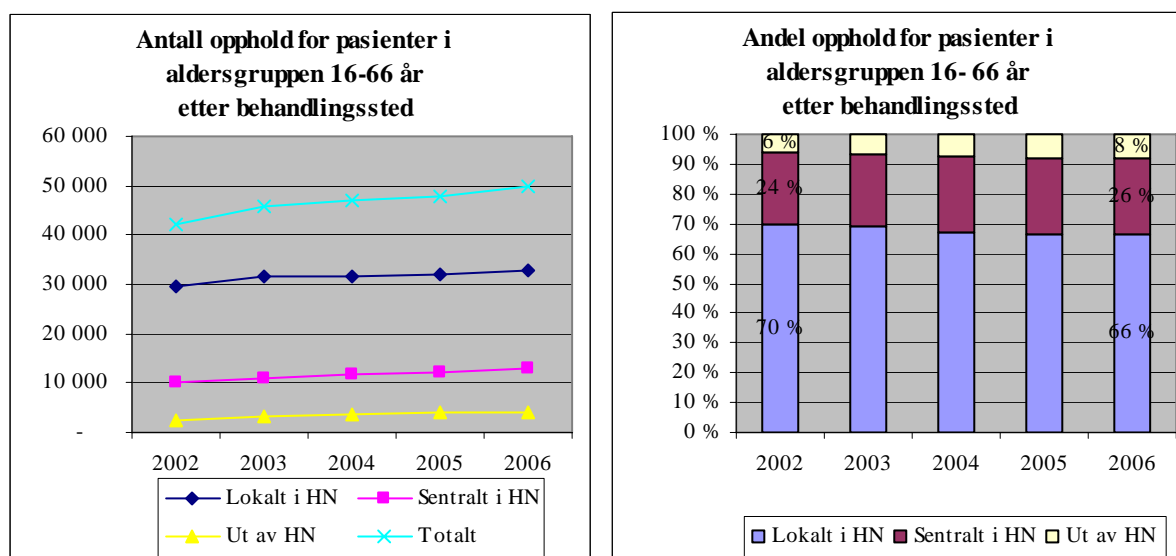 Antall opphold for pasienter i
aldersgruppen 16-66 år
etter behandlingssted
60 000
50 000
40 000
30 000
20 000
10 000
-
2002 2003 2004 2005 2006
Lokalt i HN Sentralt i HN
Ut av HN Totalt
Andel opphold for pasienter i
aldersgruppen 16- 66 år
etter behandlingssted
100 %
90 %
80 %
70 %
60 %
50 %
40 %
30 %
20 %
10 %
0 %
6 % 8 %
24 % 26 %
70 % 66 %
2002 2003 2004 2005 2006
Lokalt i HN Sentralt i HN Ut av HN